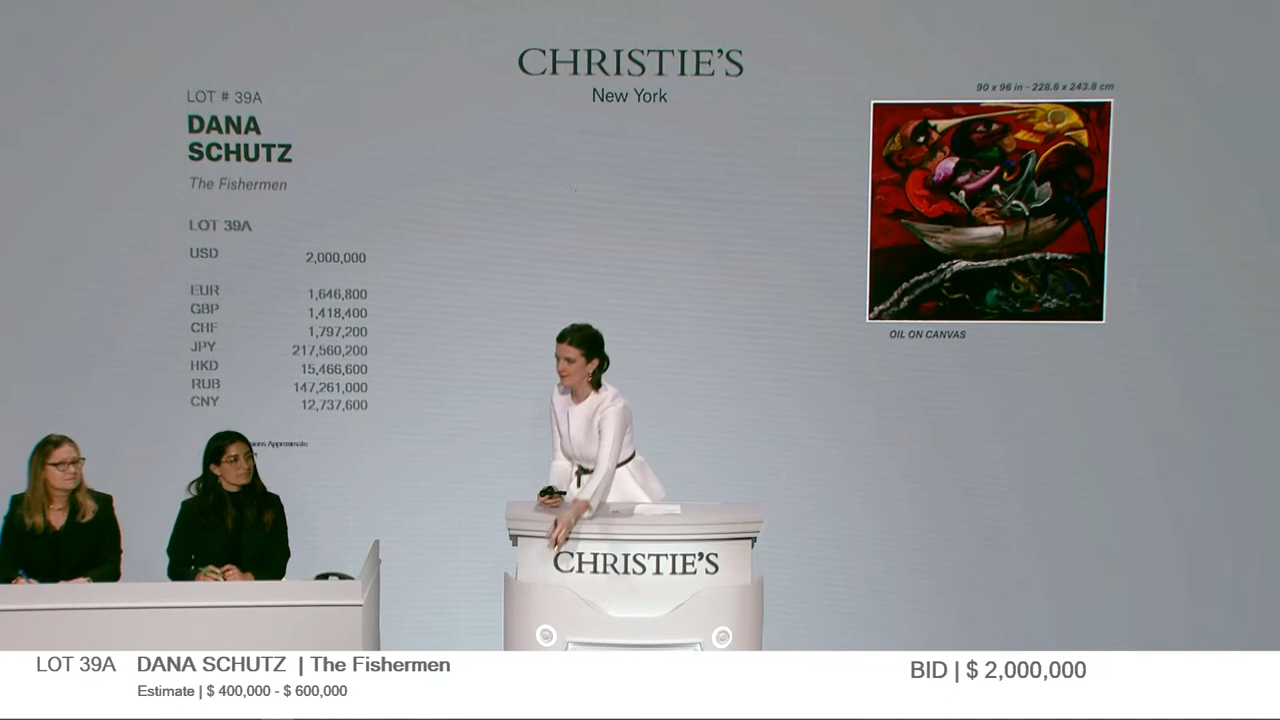 CHRISTIE'S
New York
LOT # 39A
DANA
SCHUTZ
The Fishermen
LOT 39A
USD 2,000,000
EUR 1,646,800
GBP 1,418,400
CHF 1,797,200
JPY 217,560,200
HKD 15,466,600
RUB 147,261,000
CNY 12,737,600
Approximate
90 x 96 in - 228.6 x 243.8 cm
OIL ON CANVAS
CHRISTIE'S
LOT 39A DANA SCHUTZ | The Fishermen
Estimate | $ 400,000 - $ 600,000
BID | $ 2,000,000